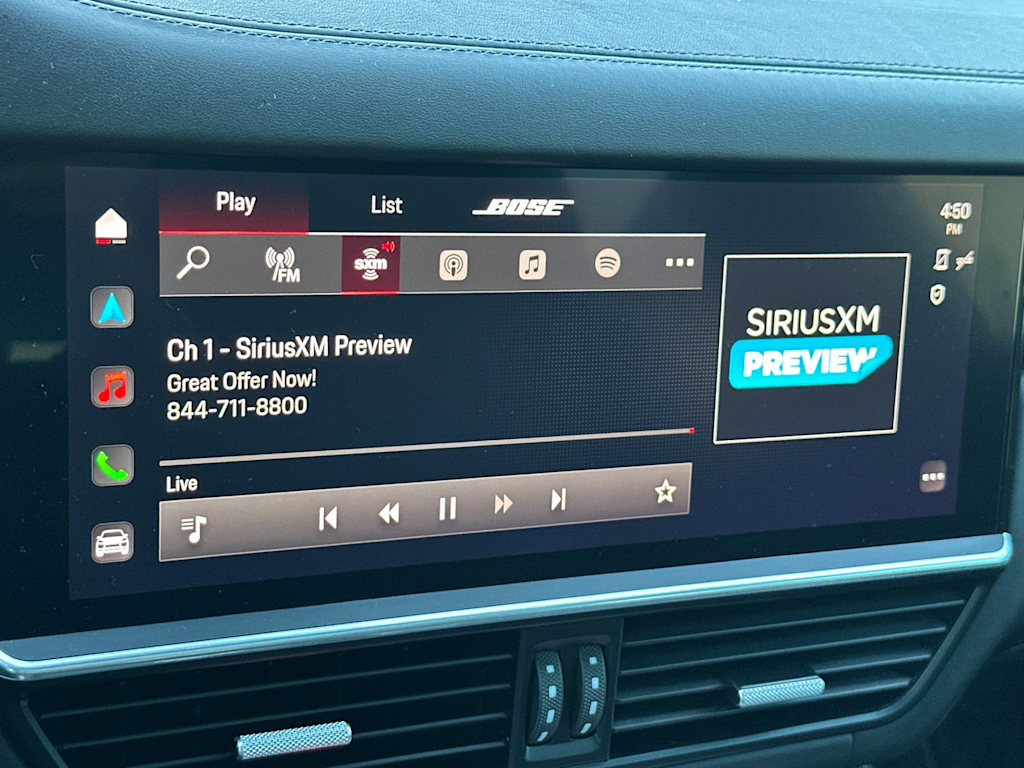 Play
List
BOSE
4:50
PM
FM
sxm
Ch 1 - SiriusXM Preview
Great Offer Now!
844-711-8800
SIRIUSXM
PREVIEW
Live